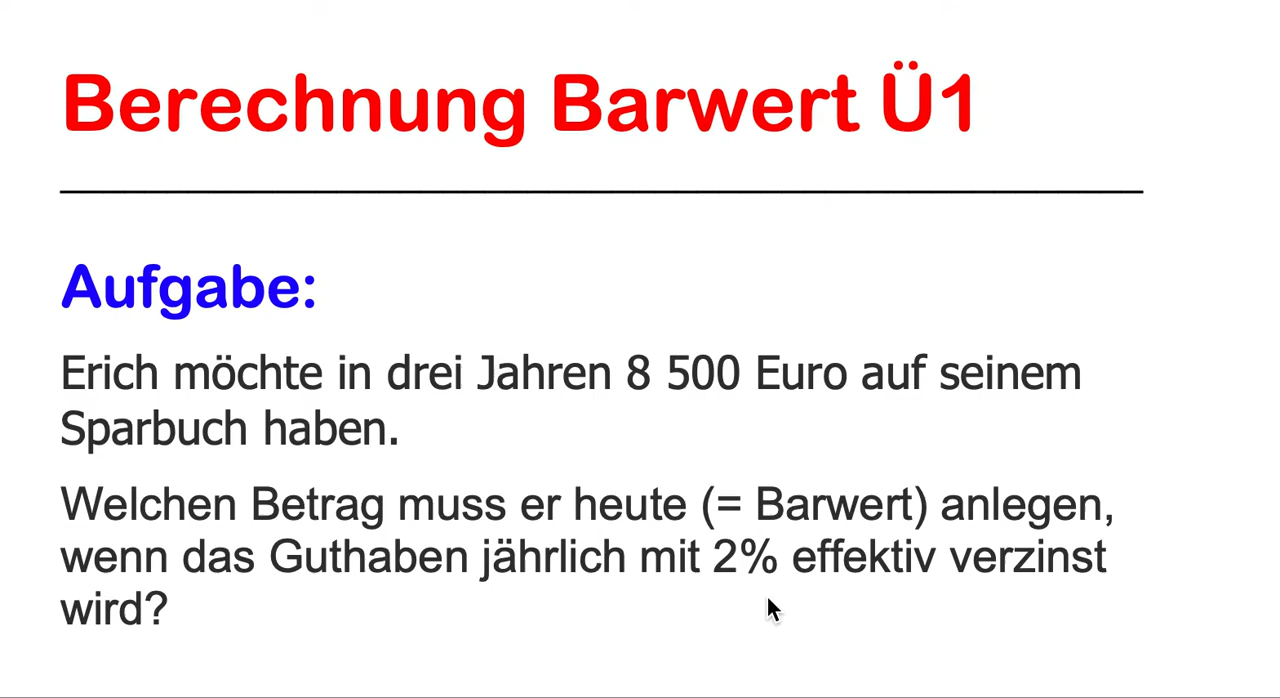 Berechnung Barwert Ü1
Aufgabe:
Erich möchte in drei Jahren 8 500 Euro auf seinem
Sparbuch haben.
Welchen Betrag muss er heute (= Barwert) anlegen,
wenn das Guthaben jährlich mit 2% effektiv verzinst
wird?